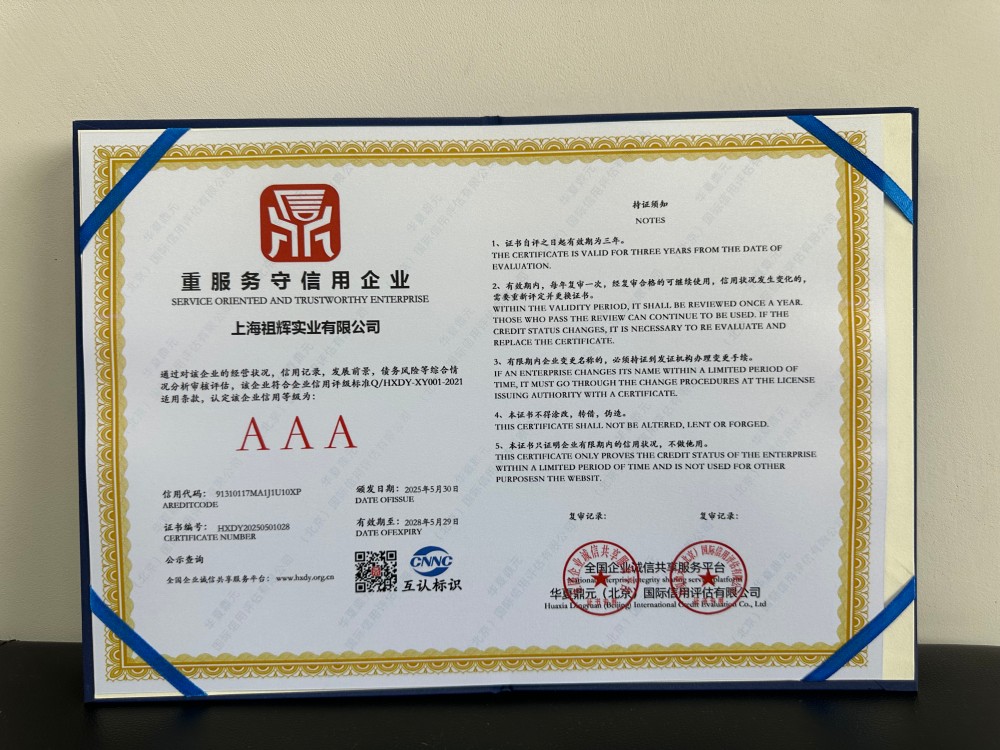 重服务守信用企业
SERVICE ORIENTED AND TRUSTWORTHY ENTERPRISE
上海祖辉实业有限公司
通过对该企业的经营状况，信用记录，发展前景，债务风险等综合情
况分析审核评估，该企业符合企业信用评级标准Q/HXDY-XY001-2021
适用条款，认定该企业信用等级为：
AAA
信用代码： 91310117MA1J1U10XP
AREDITCODE
颁发日期：2025年5月30日
DATE OFISSUE
证书编号： HXDY20250501028
CERTIFICATE NUMBER
有效期至：2028年5月29日
DATE OFEXPIRY
公示查询
全国企业诚信共享服务平台：www.hxdy.org.cn
CNNC
互认标识
持证须知
NOTES
1、证书自评之日起有效期为三年。
THE CERTIFICATE IS VALID FOR THREE YEARS FROM THE DATE OF
EVALUATION.
2、有效期内，每年复审一次，经复审合格的可继续使用，信用状况发生变化的，
需要重新评定并更换证书。
WITHIN THE VALIDITY PERIOD, IT SHALL BE REVIEWED ONCE A YEAR.
THOSE WHO PASS THE REVIEW CAN CONTINUE TO BE USED. IF THE
CREDIT STATUS CHANGES, IT IS NECESSARY TO RE EVALUATE AND
REPLACE THE CERTIFICATE.
3、有限期内企业变更名称的，必须持证到发证机构办理变更手续。
IF AN ENTERPRISE CHANGES ITS NAME WITHIN A LIMITED PERIOD OF
TIME, IT MUST GO THROUGH THE CHANGE PROCEDURES AT THE LICENSE
ISSUING AUTHORITY WITH A CERTIFICATE.
4、本证书不得涂改，转借，伪造。
THIS CERTIFICATE SHALL NOT BE ALTERED, LENT OR FORGED.
5、本证书只证明企业有限期内的信用状况，不做他用。
THIS CERTIFICATE ONLY PROVES THE CREDIT STATUS OF THE ENTERPRISE
WITHIN A LIMITED PERIOD OF TIME AND IS NOT USED FOR OTHER
PURPOSESN THE WEBSIT.
复审记录： 复审记录：
全国企业诚信共享服务平台
National enterprise integrity sharing service platform
华夏鼎元（北京）国际信用评估有限公司
Huaxia Dingyuan (Beijing) International Credit Evaluation Co., Ltd